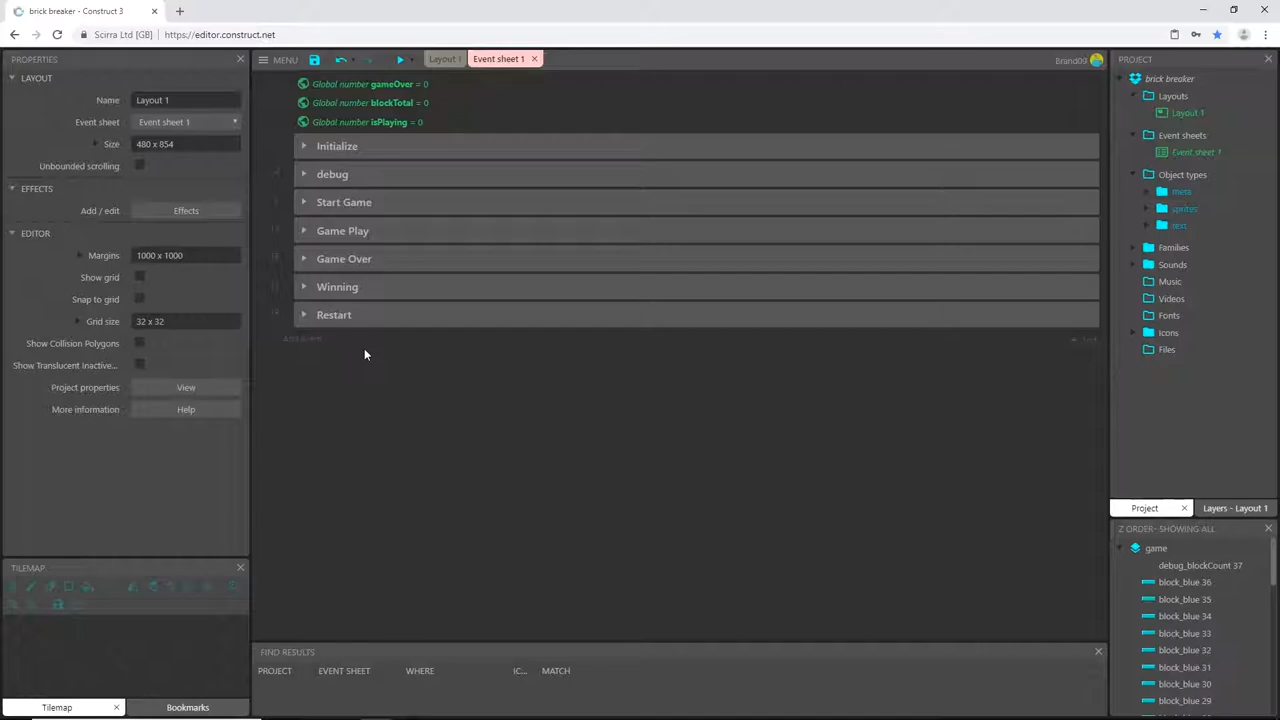 brick breaker - Construct 3
Scirra Ltd [GB] https://editor.construct.net
PROPERTIES
LAYOUT
Name Layout 1
Event sheet Event sheet 1
Size 480 x 854
Unbounded scrolling
EFFECTS
Add / edit Effects
EDITOR
Margins 1000 x 1000
Show grid
Snap to grid
Grid size 32 x 32
Show Collision Polygons
Show Translucent Inactive...
Project properties View
More information Help
TILEMAP
Tilemap Bookmarks
MENU Layout 1 Event sheet 1
Global number gameOver = 0
Global number blockTotal = 0
Global number isPlaying = 0
Initialize
debug
Start Game
Game Play
Game Over
Winning
Restart
Add event
FIND RESULTS
PROJECT EVENT SHEET WHERE IC... MATCH
Brand09
PROJECT
brick breaker
Layouts
Layout 1
Event sheets
Event sheet 1
Object types
meta
sprites
text
Families
Sounds
Music
Videos
Fonts
Icons
Files
Project Layers - Layout 1
Z ORDER- SHOWING ALL
game
debug_blockCount 37
block_blue 36
block_blue 35
block_blue 34
block_blue 33
block_blue 32
block_blue 31
block_blue 30
block_blue 29